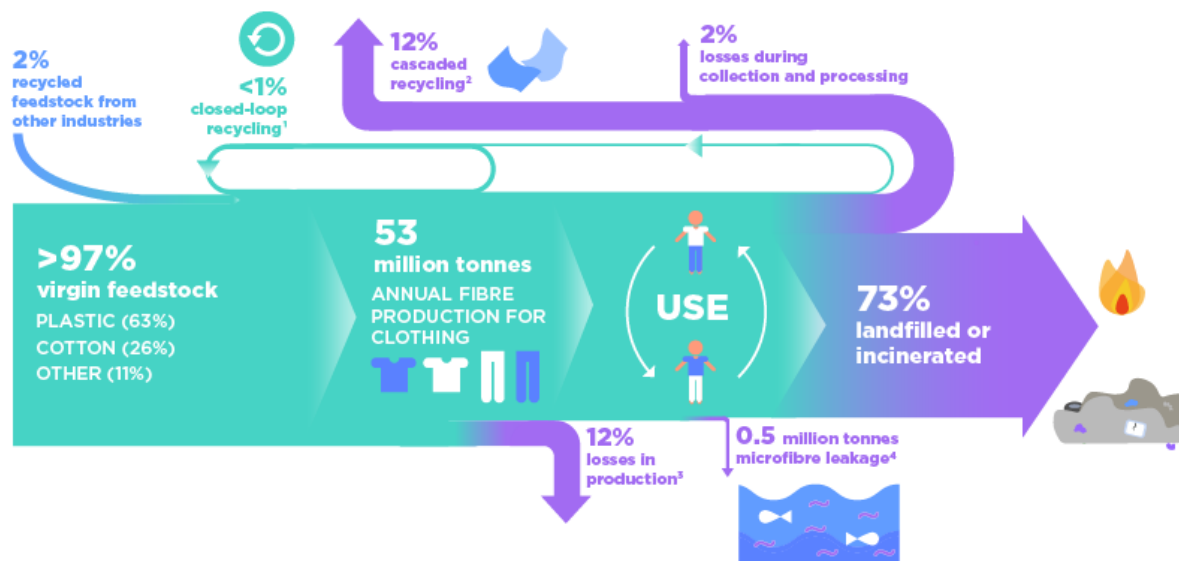 2%
recycled
feedstock from
other industries
<1%
closed-loop
recycling¹
12%
cascaded
recycling²
2%
losses during
collection and processing
>97%
virgin feedstock
PLASTIC (63%)
COTTON (26%)
OTHER (11%)
53
million tonnes
ANNUAL FIBRE
PRODUCTION FOR
CLOTHING
USE
73%
landfilled or
incinerated
12%
losses in
production³
0.5 million tonnes
microfibre leakage⁴